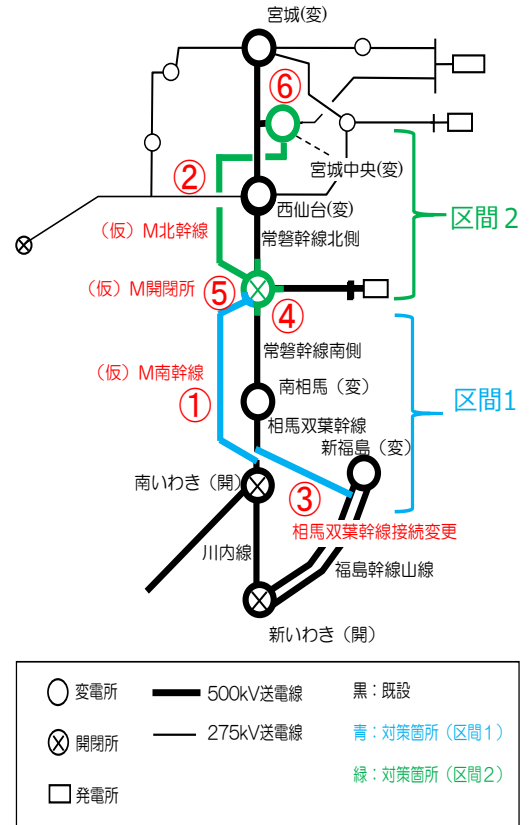 宮城(変)
⑥
宮城中央(変)
②
西仙台(変)
区間２
(仮) M北幹線
常磐幹線北側
(仮) M開閉所
⑤
④
常磐幹線南側
(仮) M南幹線
①
南相馬 (変)
区間1
相馬双葉幹線
新福島 (変)
南いわき (開)
③
相馬双葉幹線接続変更
川内線
福島幹線山線
新いわき (開)
変電所
500kV送電線
黒：既設
開閉所
275kV送電線
青：対策箇所 (区間１)
発電所
緑：対策箇所 (区間２)